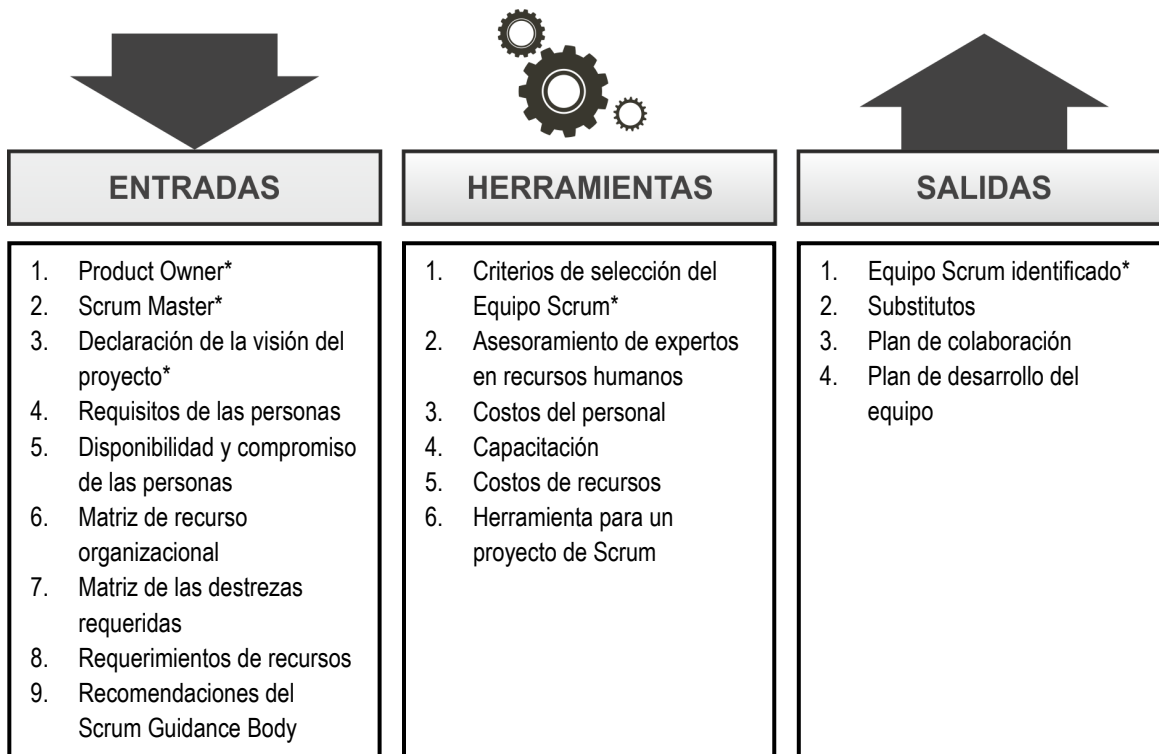 ENTRADAS
1. Product Owner*
2. Scrum Master*
3. Declaración de la visión del
proyecto*
4. Requisitos de las personas
5. Disponibilidad y compromiso
de las personas
6. Matriz de recurso
organizacional
7. Matriz de las destrezas
requeridas
8. Requerimientos de recursos
9. Recomendaciones del
Scrum Guidance Body
HERRAMIENTAS
1. Criterios de selección del
Equipo Scrum*
2. Asesoramiento de expertos
en recursos humanos
3. Costos del personal
4. Capacitación
5. Costos de recursos
6. Herramienta para un
proyecto de Scrum
SALIDAS
1. Equipo Scrum identificado*
2. Substitutos
3. Plan de colaboración
4. Plan de desarrollo del
equipo